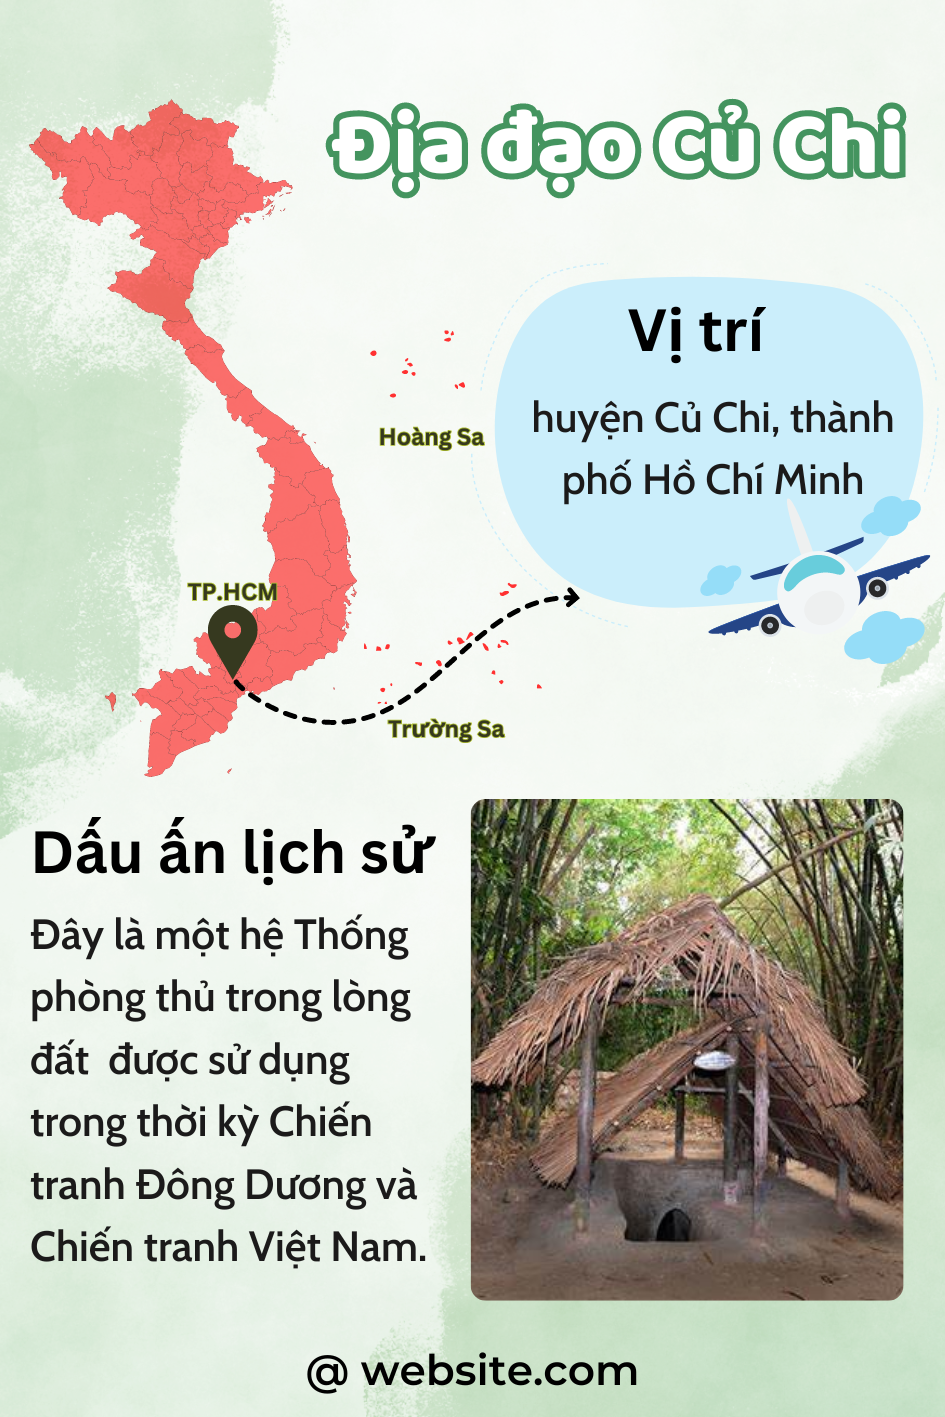 Địa đạo Củ Chi
Vị trí
huyện Củ Chi, thành
phố Hồ Chí Minh
Hoàng Sa
TP.HCM
Trường Sa
Dấu ấn lịch sử
Đây là một hệ Thống
phòng thủ trong lòng
đất  được sử dụng
trong thời kỳ Chiến
tranh Đông Dương và
Chiến tranh Việt Nam.
@ website.com